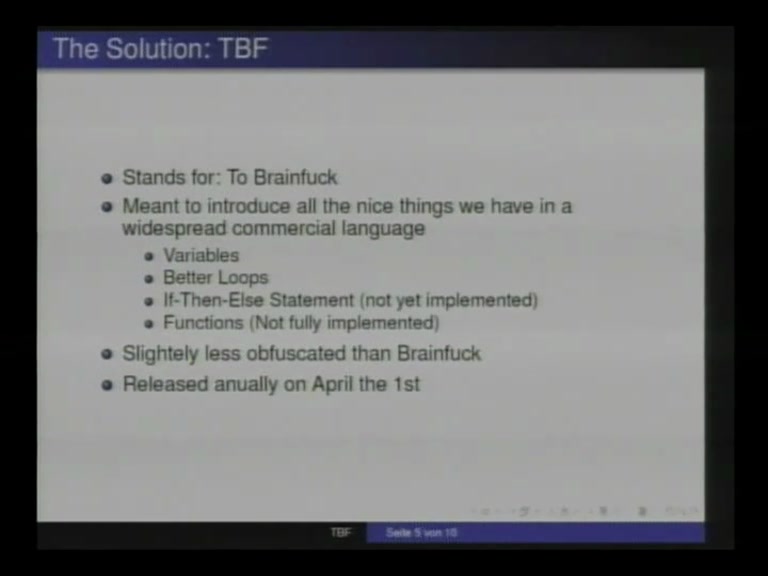 The Solution: TBF
Stands for: To Brainfuck
Meant to introduce all the nice things we have in a
widespread commercial language
Variables
Better Loops
If-Then-Else Statement (not yet implemented)
Functions (Not fully implemented)
Slightely less obfuscated than Brainfuck
Released anually on April the 1st
TBF
Seite 5 von 10